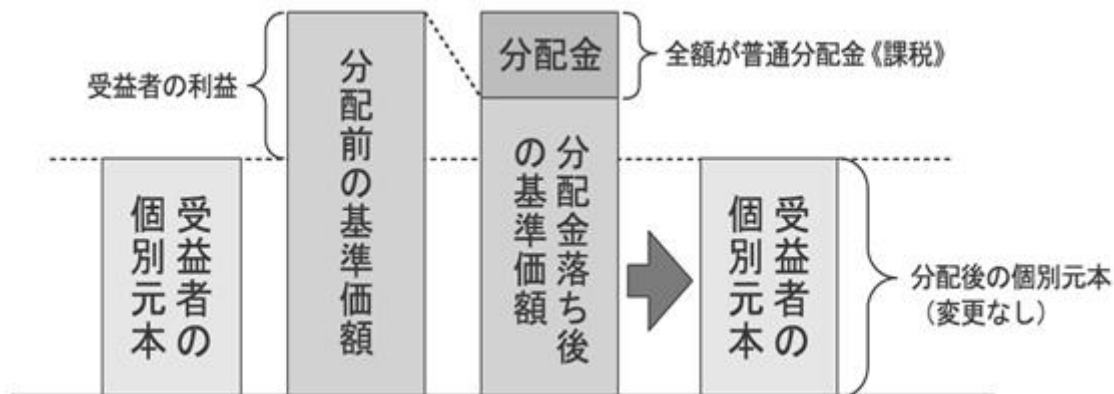 受益者の利益
受益者の
個別元本
分配前の基準価額
分配金
全額が普通分配金《課税》
分配金落ち後
の基準価額
受益者の
個別元本
分配後の個別元本
（変更なし）